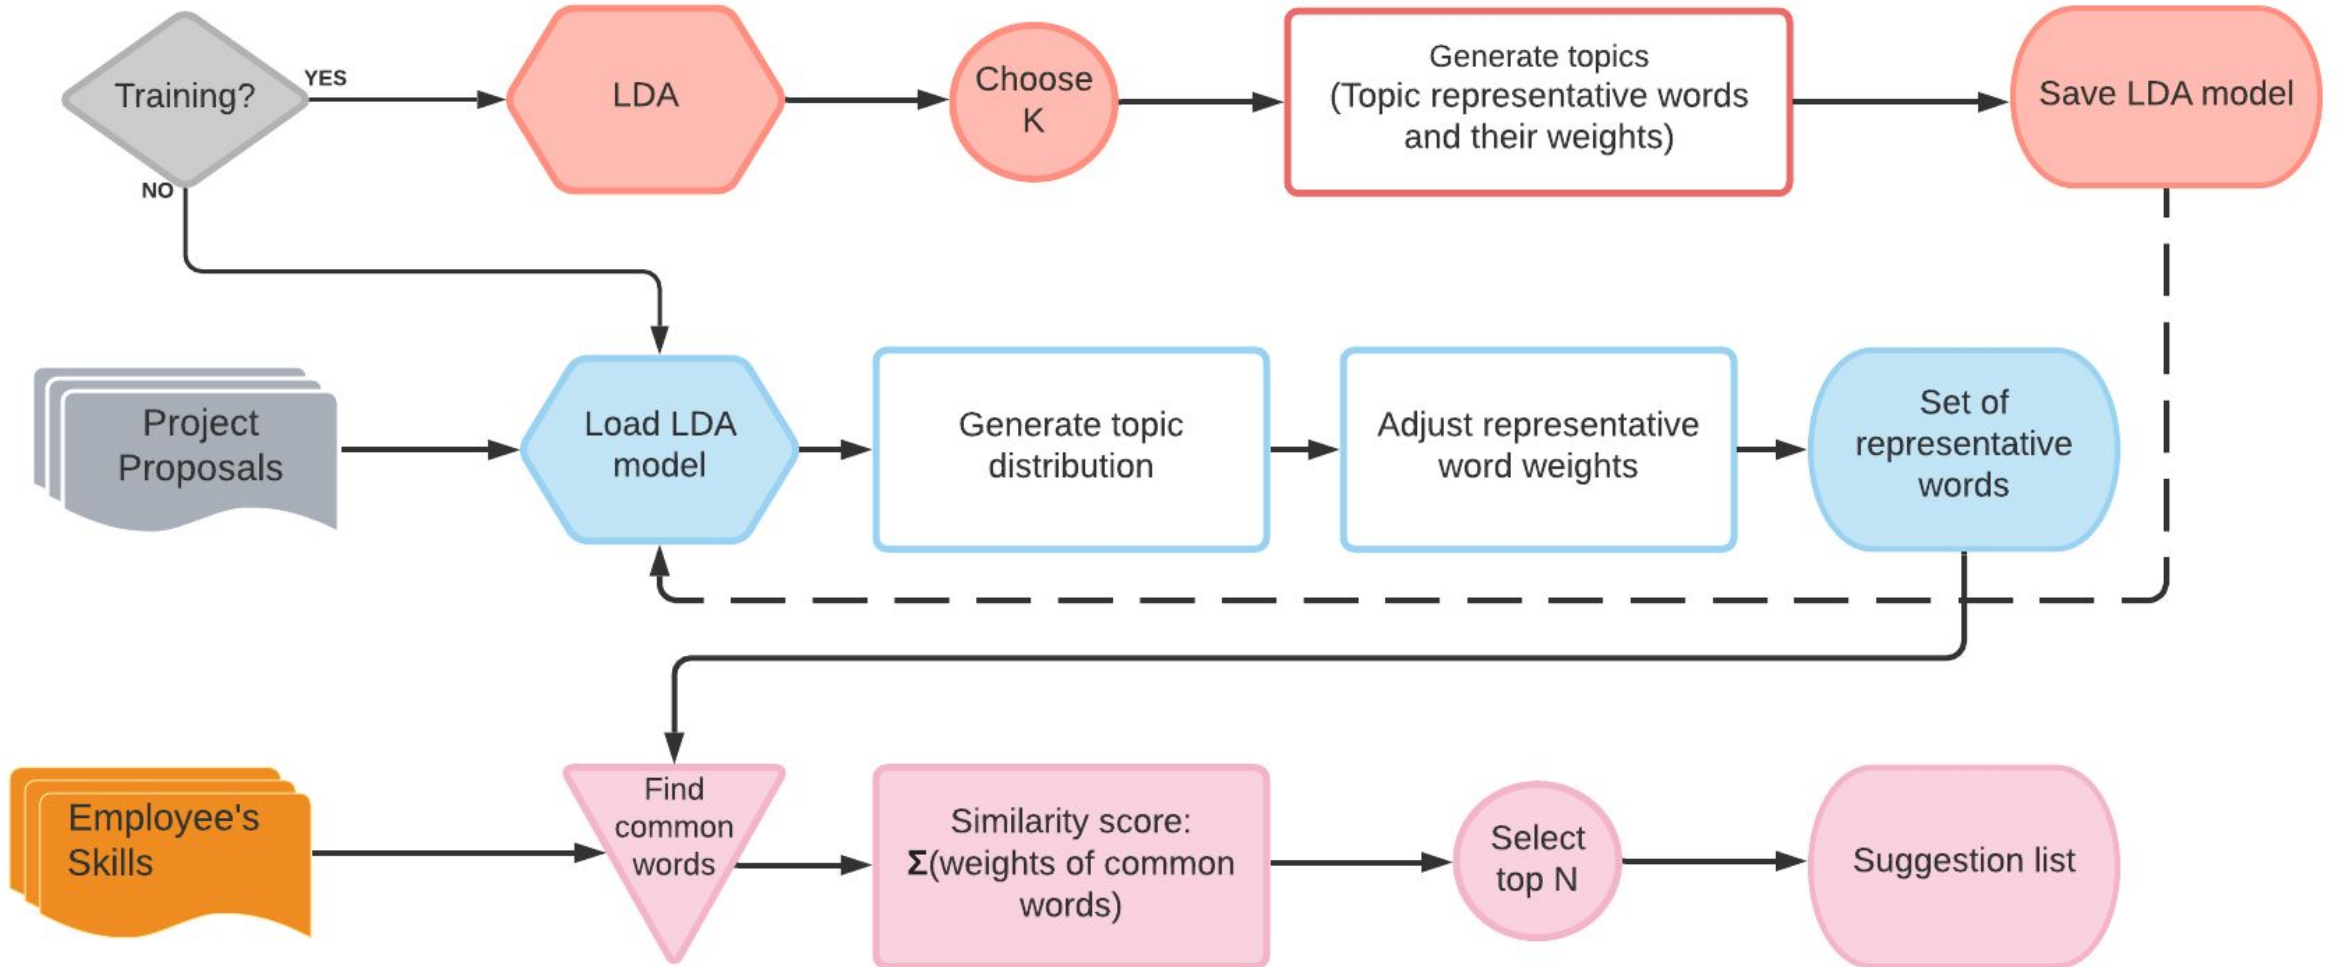 Training?
YES
NO
LDA
Choose
K
Generate topics
(Topic representative words
and their weights)
Save LDA model
Project
Proposals
Load LDA
model
Generate topic
distribution
Adjust representative
word weights
Set of
representative
words
Employee's
Skills
Find
common
words
Similarity score:
Σ(weights of common
words)
Select
top N
Suggestion list